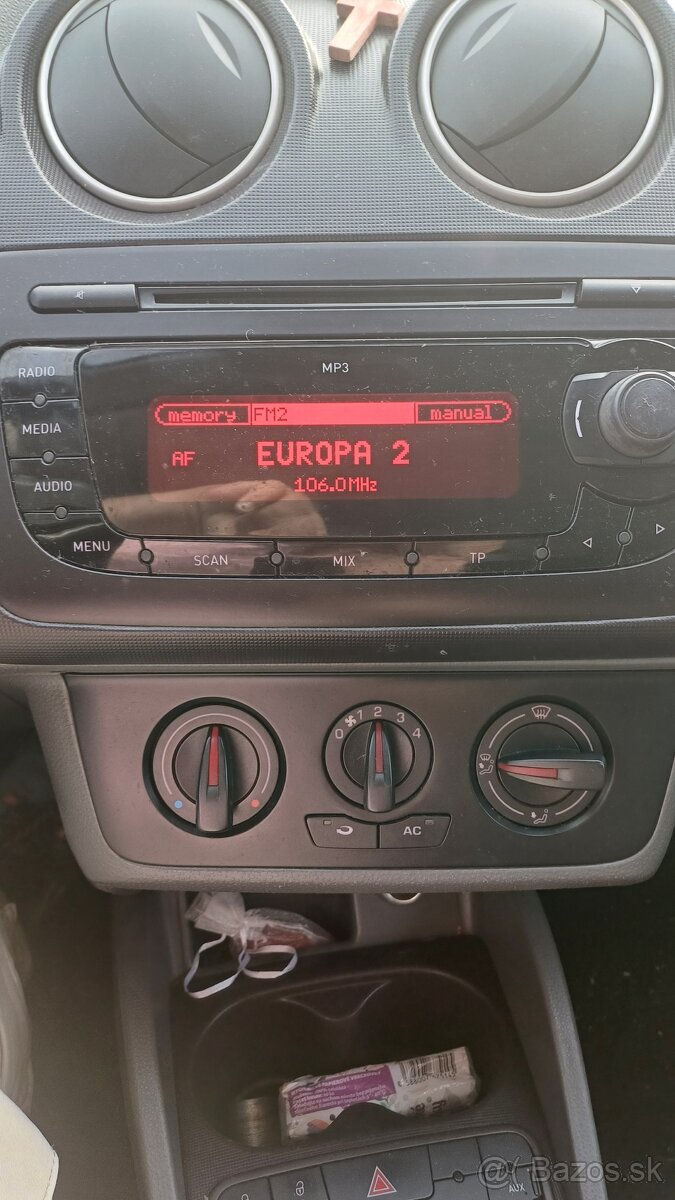 MP3
RADIO
MEDIA
AUDIO
MENU
memory FM2 manual
AF EUROPA 2
106.0MHz
SCAN MIX TP
0 1 2 3 4
AC
AUX
Bazos.sk